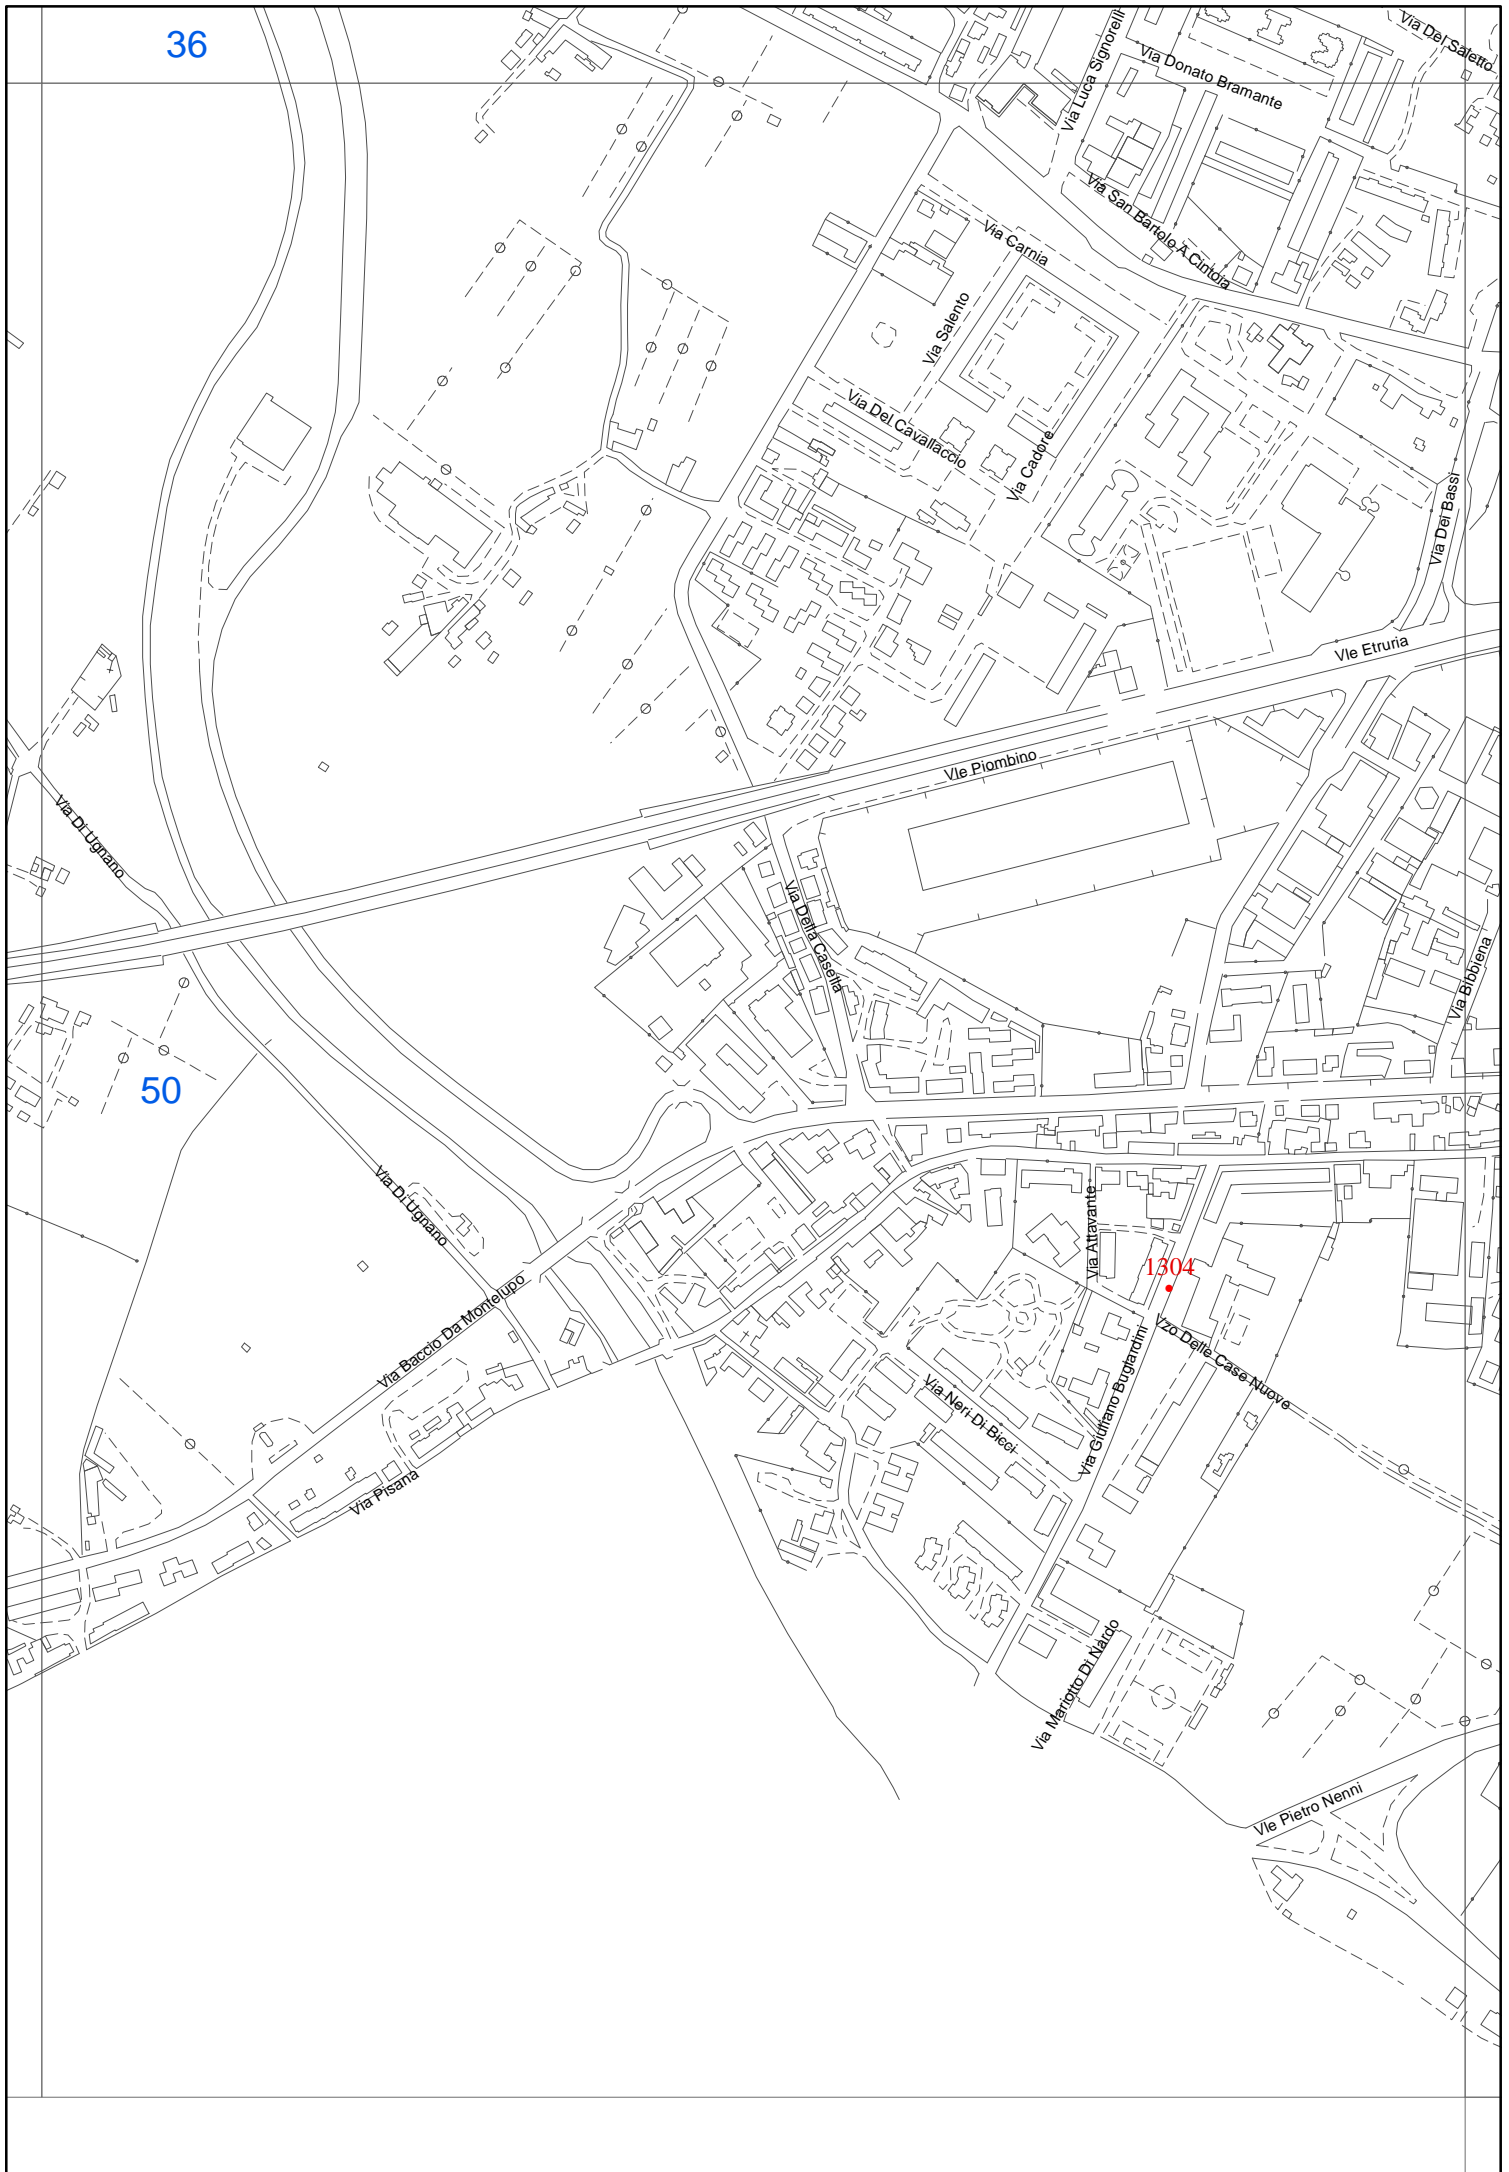 36
Via Del Saletto
Via Luca Signorelli
Via Donato Bramante
Via San Bartolo A Cintoia
Via Carnia
Via Salento
Via Del Cavallaccio
Via Cadore
Via Dei Bassi
Vle Etruria
Vle Piombino
Via Di Ugnano
Via Della Casella
Via Bibbiena
50
Via Di Ugnano
Via Attavante
1304
Via Baccio Da Montelupo
Vzo Delle Case Nuove
Via Giuliano Bugiardini
Via Neri Di Bicci
Via Pisana
Via Mariotto Di Nardo
Vle Pietro Nenni